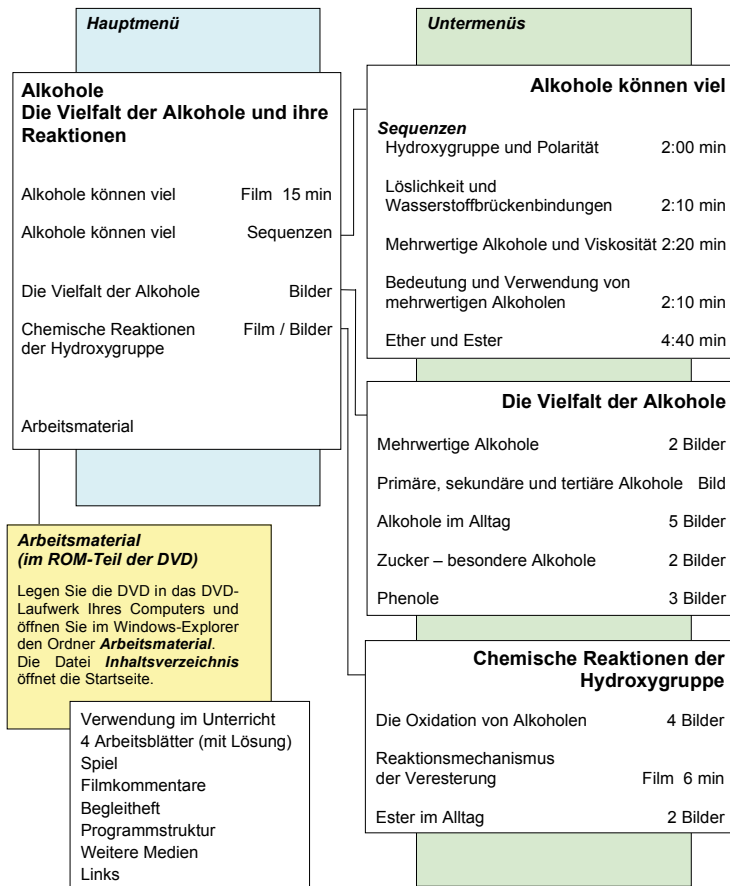 Hauptmenü
Alkohole
Die Vielfalt der Alkohole und ihre
Reaktionen
Alkohole können viel Film 15 min
Alkohole können viel Sequenzen
Die Vielfalt der Alkohole Bilder
Chemische Reaktionen Film / Bilder
der Hydroxygruppe
Arbeitsmaterial
Arbeitsmaterial
(im ROM-Teil der DVD)
Legen Sie die DVD in das DVD-
Laufwerk Ihres Computers und
öffnen Sie im Windows-Explorer
den Ordner Arbeitsmaterial.
Die Datei Inhaltsverzeichnis
öffnet die Startseite.
Verwendung im Unterricht
4 Arbeitsblätter (mit Lösung)
Spiel
Filmkommentare
Begleitheft
Programmstruktur
Weitere Medien
Links
Untermenüs
Alkohole können viel
Sequenzen
Hydroxygruppe und Polarität 2:00 min
Löslichkeit und
Wasserstoffbrückenbindungen 2:10 min
Mehrwertige Alkohole und Viskosität 2:20 min
Bedeutung und Verwendung von
mehrwertigen Alkoholen 2:10 min
Ether und Ester 4:40 min
Die Vielfalt der Alkohole
Mehrwertige Alkohole 2 Bilder
Primäre, sekundäre und tertiäre Alkohole Bild
Alkohole im Alltag 5 Bilder
Zucker – besondere Alkohole 2 Bilder
Phenole 3 Bilder
Chemische Reaktionen der
Hydroxygruppe
Die Oxidation von Alkoholen 4 Bilder
Reaktionsmechanismus
der Veresterung Film 6 min
Ester im Alltag 2 Bilder